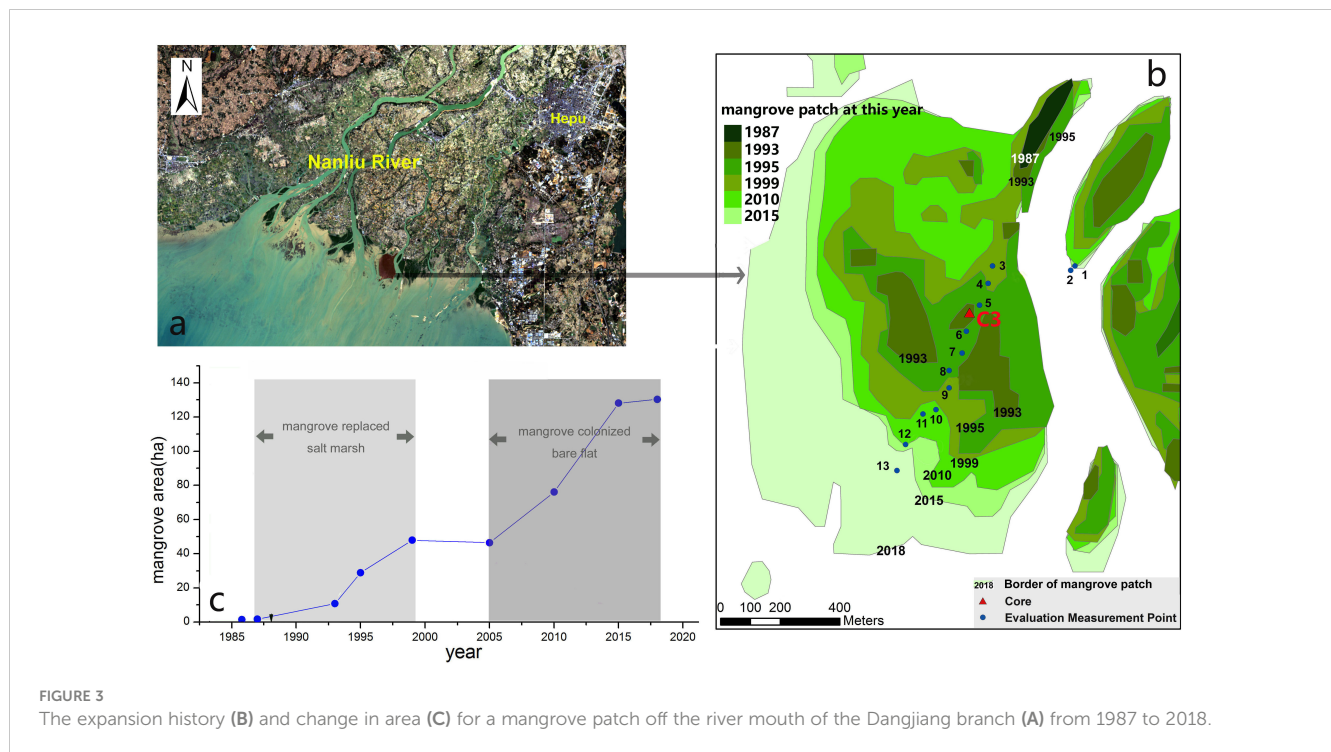 N
Hepu
Nanliu River
a
b
mangrove patch at this year
1987
1993
1995
1999
2010
2015
1995
1987
1993
1
2
3
4
5
C3
6
7
1993
8
9
1993
10
11
1995
12
1999
13
2010
2015
2018
2018 Border of mangrove patch
Core
Evaluation Measurement Point
0 100 200 400
Meters
mangrove area(ha)
140
120
100
80
60
40
20
0
mangrove replaced
salt marsh
mangrove colonized
bare flat
C
1985 1990 1995 2000 2005 2010 2015 2020
year
FIGURE 3
The expansion history (B) and change in area (C) for a mangrove patch off the river mouth of the Dangjiang branch (A) from 1987 to 2018.